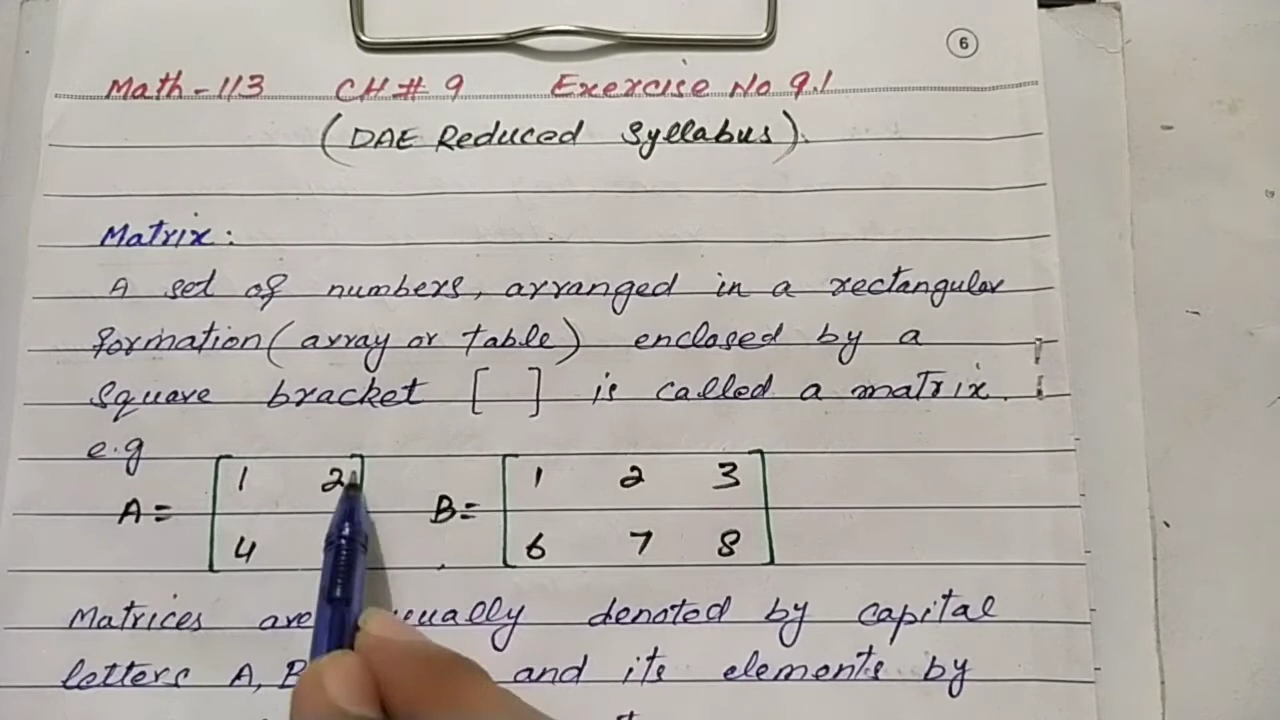 6
Math-113 CH # 9 Exercise No 9.1
(DAE Reduced Syllabus).
Matrix:
A set of numbers, arranged in a rectangular
formation (array or table) enclosed by a
square bracket [ ] is called a matrix.
e.g
A = [ 1 2 B = [ 1 2 3 ]
4 6 7 8
Matrices are denoted by capital
letters A, B and its elements by